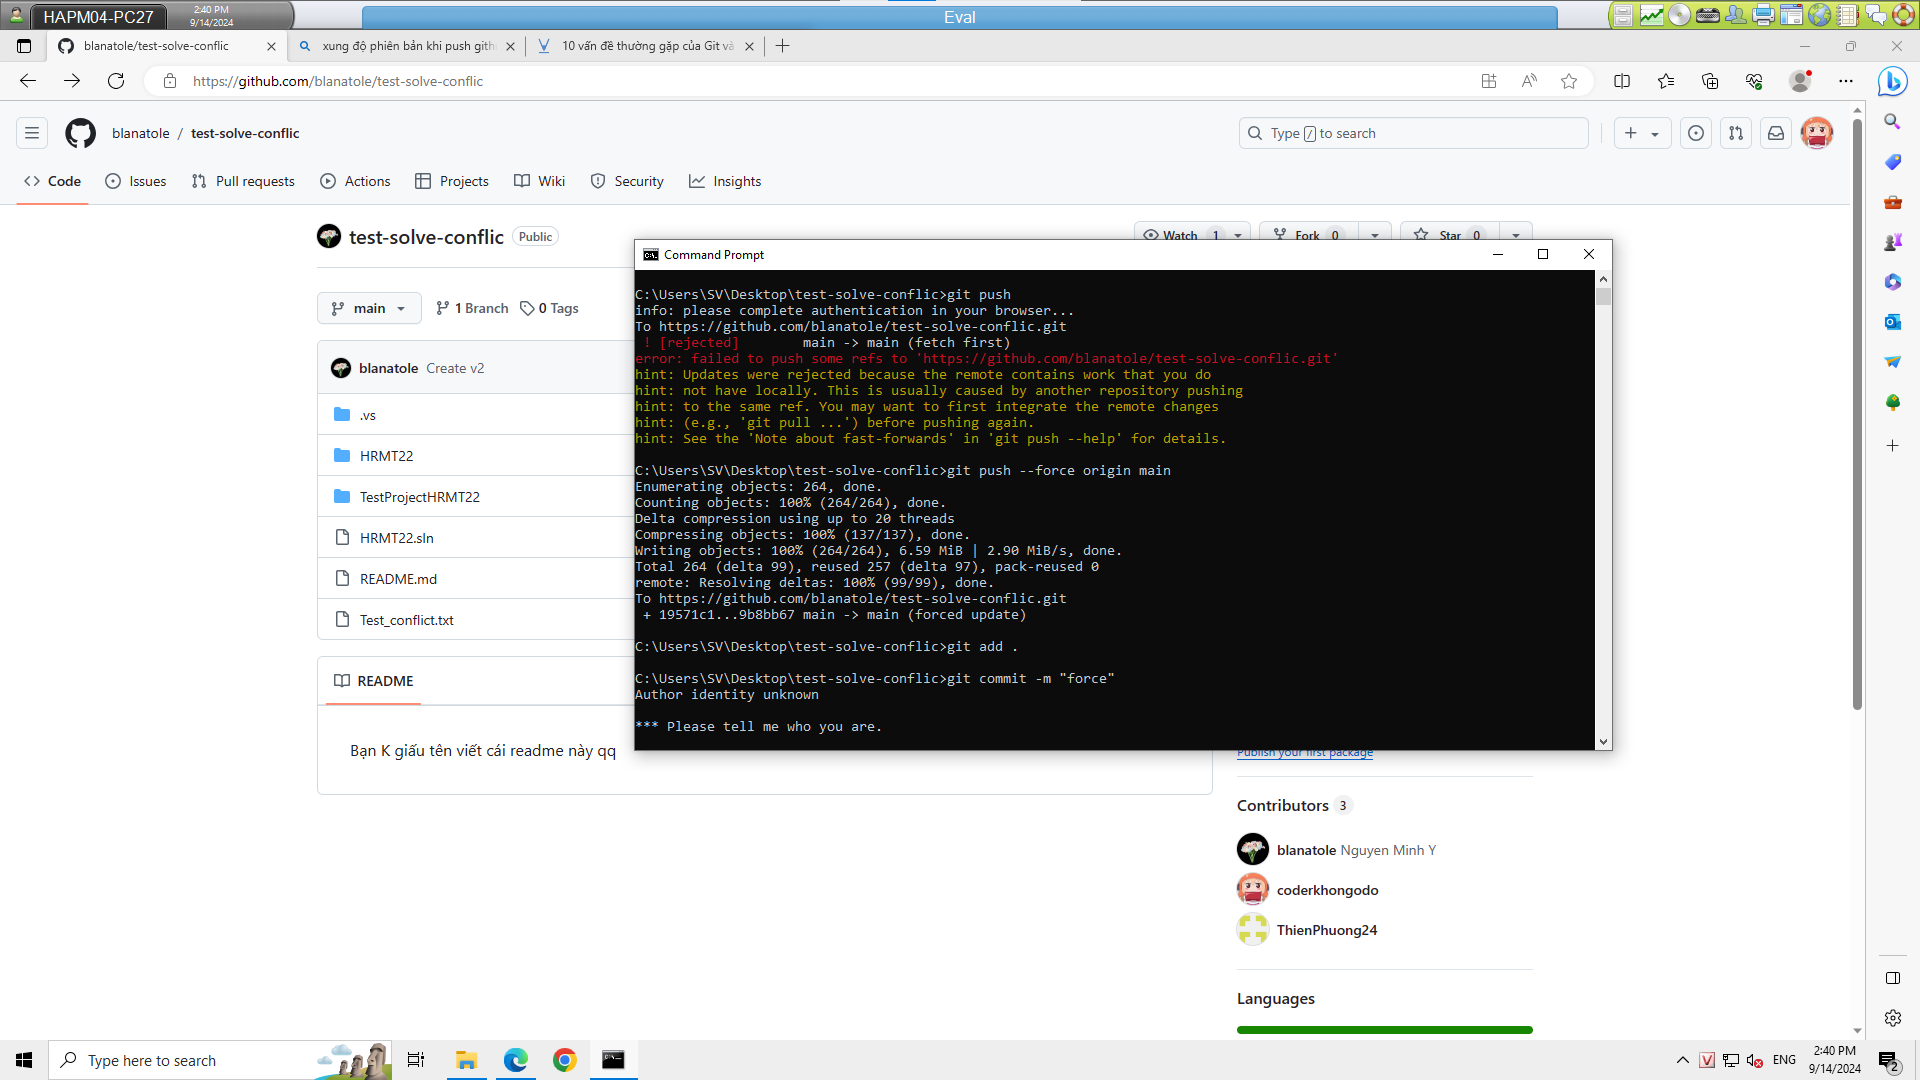 HAPM04-PC27
2:40 PM
9/14/2024
Eval
blanatole/test-solve-conflic
xung độ phiên bản khi push gith
10 vấn đề thường gặp của Git và
https://github.com/blanatole/test-solve-conflic
blanatole / test-solve-conflic
Type / to search
Code
Issues
Pull requests
Actions
Projects
Wiki
Security
Insights
test-solve-conflic
Public
Watch 1
Fork 0
Star 0
main
1 Branch
0 Tags
blanatole Create v2
.vs
HRMT22
TestProjectHRMT22
HRMT22.sln
README.md
Test_conflict.txt
README
Bạn K giấu tên viết cái readme này qq
Command Prompt
C:\Users\SV\Desktop\test-solve-conflic>git push
info: please complete authentication in your browser...
To https://github.com/blanatole/test-solve-conflic.git
! [rejected] main -> main (fetch first)
error: failed to push some refs to 'https://github.com/blanatole/test-solve-conflic.git'
hint: Updates were rejected because the remote contains work that you do
hint: not have locally. This is usually caused by another repository pushing
hint: to the same ref. You may want to first integrate the remote changes
hint: (e.g., 'git pull ...') before pushing again.
hint: See the 'Note about fast-forwards' in 'git push --help' for details.
C:\Users\SV\Desktop\test-solve-conflic>git push --force origin main
Enumerating objects: 264, done.
Counting objects: 100% (264/264), done.
Delta compression using up to 20 threads
Compressing objects: 100% (137/137), done.
Writing objects: 100% (264/264), 6.59 MiB | 2.90 MiB/s, done.
Total 264 (delta 99), reused 257 (delta 97), pack-reused 0
remote: Resolving deltas: 100% (99/99), done.
To https://github.com/blanatole/test-solve-conflic.git
+ 19571c1...9b8bb67 main -> main (forced update)
C:\Users\SV\Desktop\test-solve-conflic>git add .
C:\Users\SV\Desktop\test-solve-conflic>git commit -m "force"
Author identity unknown
*** Please tell me who you are.
Publish your first package
Contributors 3
blanatole Nguyen Minh Y
coderkhongodo
ThienPhuong24
Languages
Type here to search
ENG
2:40 PM
9/14/2024
2